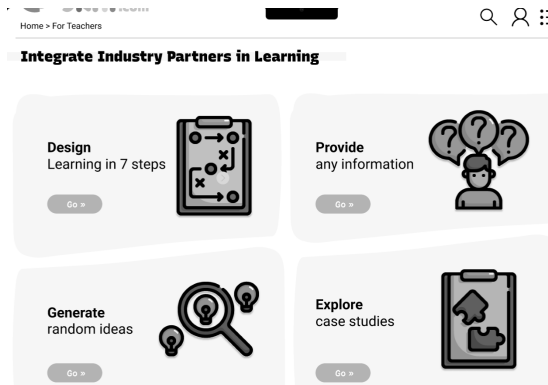 Home > For Teachers
Integrate Industry Partners in Learning
Design
Learning in 7 steps
Go »
Provide
any information
Go »
Generate
random ideas
Go »
Explore
case studies
Go »